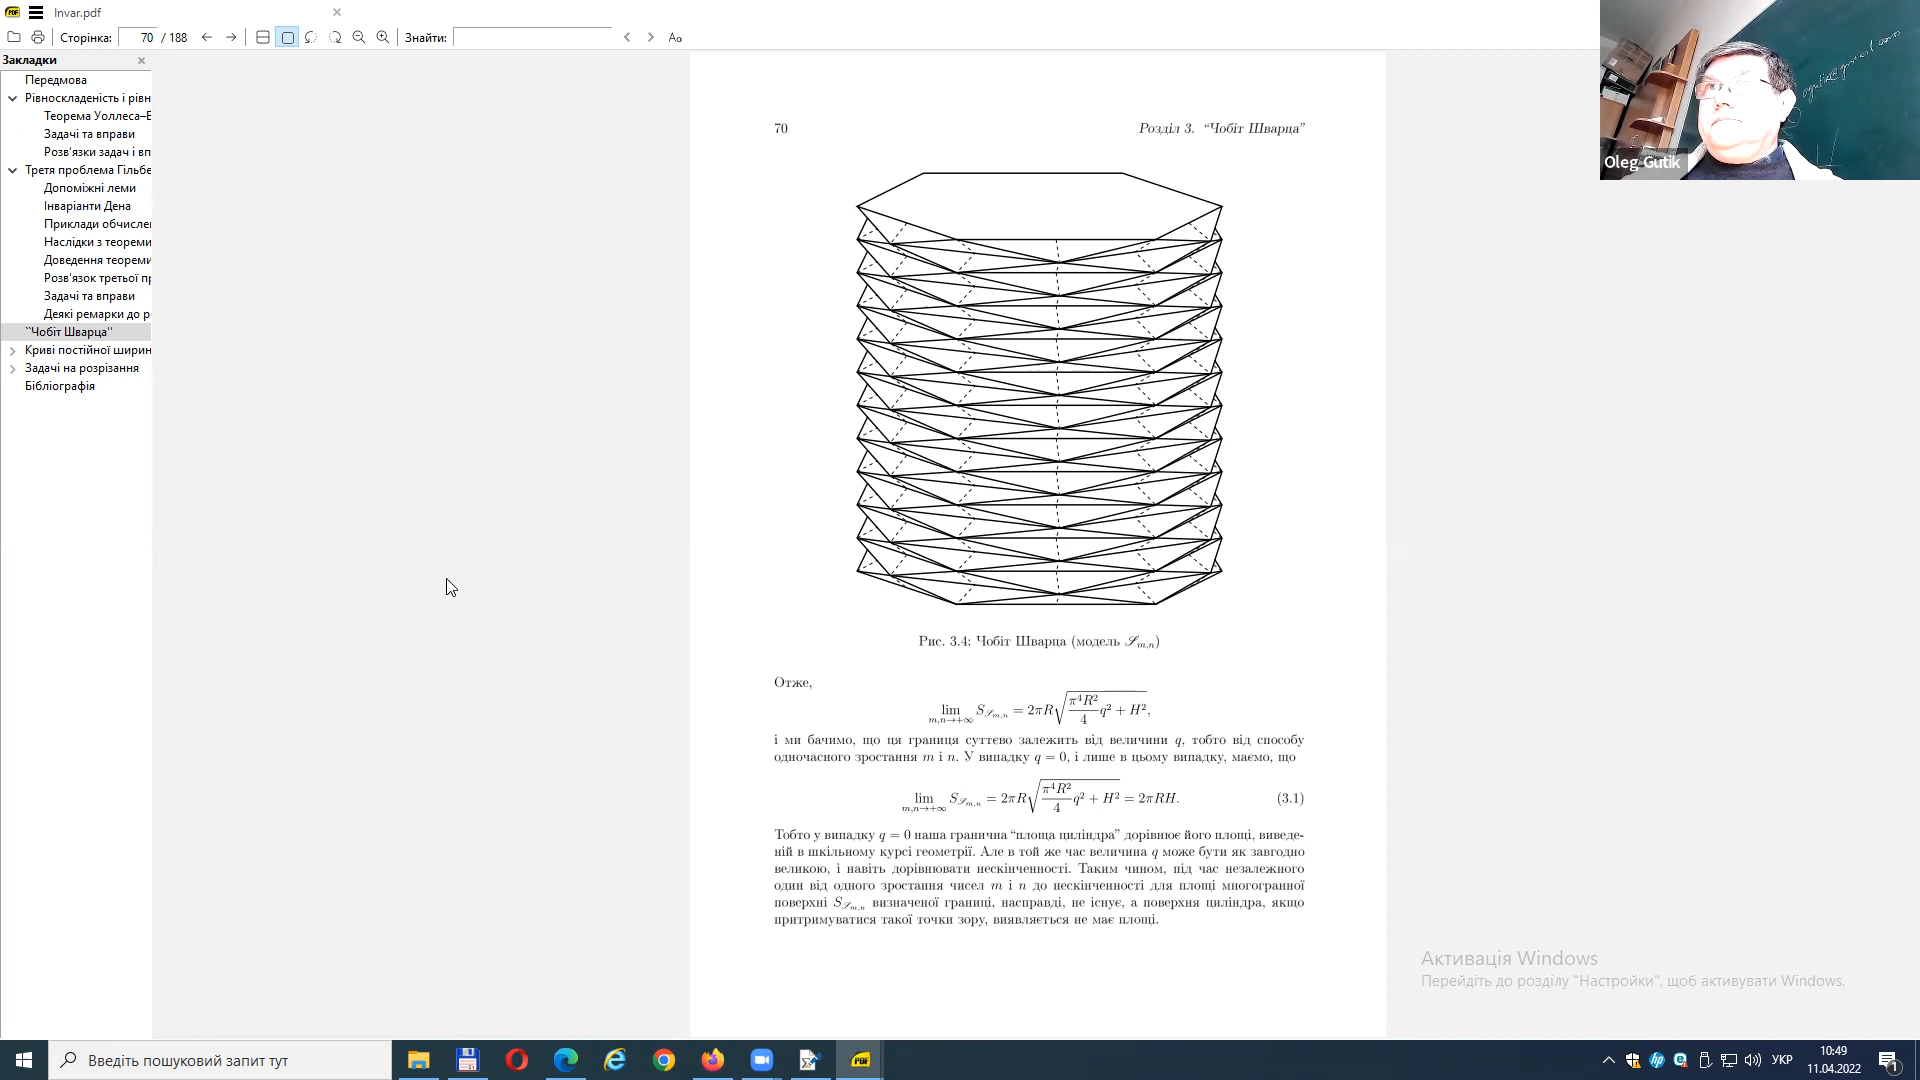 Invar.pdf
Сторінка: 70 / 188 Знайти:
Закладки
Передмова
Рівноскладеність і рівн
Теорема Уоллеса–Б
Задачі та вправи
Розв'язки задач і вп
Третя проблема Гільбе
Допоміжні леми
Інваріанти Дена
Приклади обчисле
Наслідки з теореми
Доведення теореми
Розв'язок третьої п
Задачі та вправи
Деякі ремарки до р
``Чобіт Шварца''
Криві постійної ширин
Задачі на розрізання
Бібліографія
Oleg Gutik
70 Розділ 3. “Чобіт Шварца”
Рис. 3.4: Чобіт Шварца (модель 𝒮_{m,n})
Отже,
lim_{m,n→+∞} S_{𝒮_{m,n}} = 2πR√(π⁴R²/4 q² + H²),
і ми бачимо, що ця границя суттєво залежить від величини q, тобто від способу
одночасного зростання m і n. У випадку q = 0, і лише в цьому випадку, маємо, що
lim_{m,n→+∞} S_{𝒮_{m,n}} = 2πR√(π⁴R²/4 q² + H²) = 2πRH. (3.1)
Тобто у випадку q = 0 наша гранична “площа циліндра” дорівнює його площі, виведе-
ній в шкільному курсі геометрії. Але в той же час величина q може бути як завгодно
великою, і навіть дорівнювати нескінченності. Таким чином, під час незалежного
один від одного зростання чисел m і n до нескінченності для площі многогранної
поверхні S_{𝒮_{m,n}} визначеної границі, насправді, не існує, а поверхня циліндра, якщо
притримуватися такої точки зору, виявляється не має площі.
Активація Windows
Перейдіть до розділу "Настройки", щоб активувати Windows.
Введіть пошуковий запит тут
УКР
10:49
11.04.2022